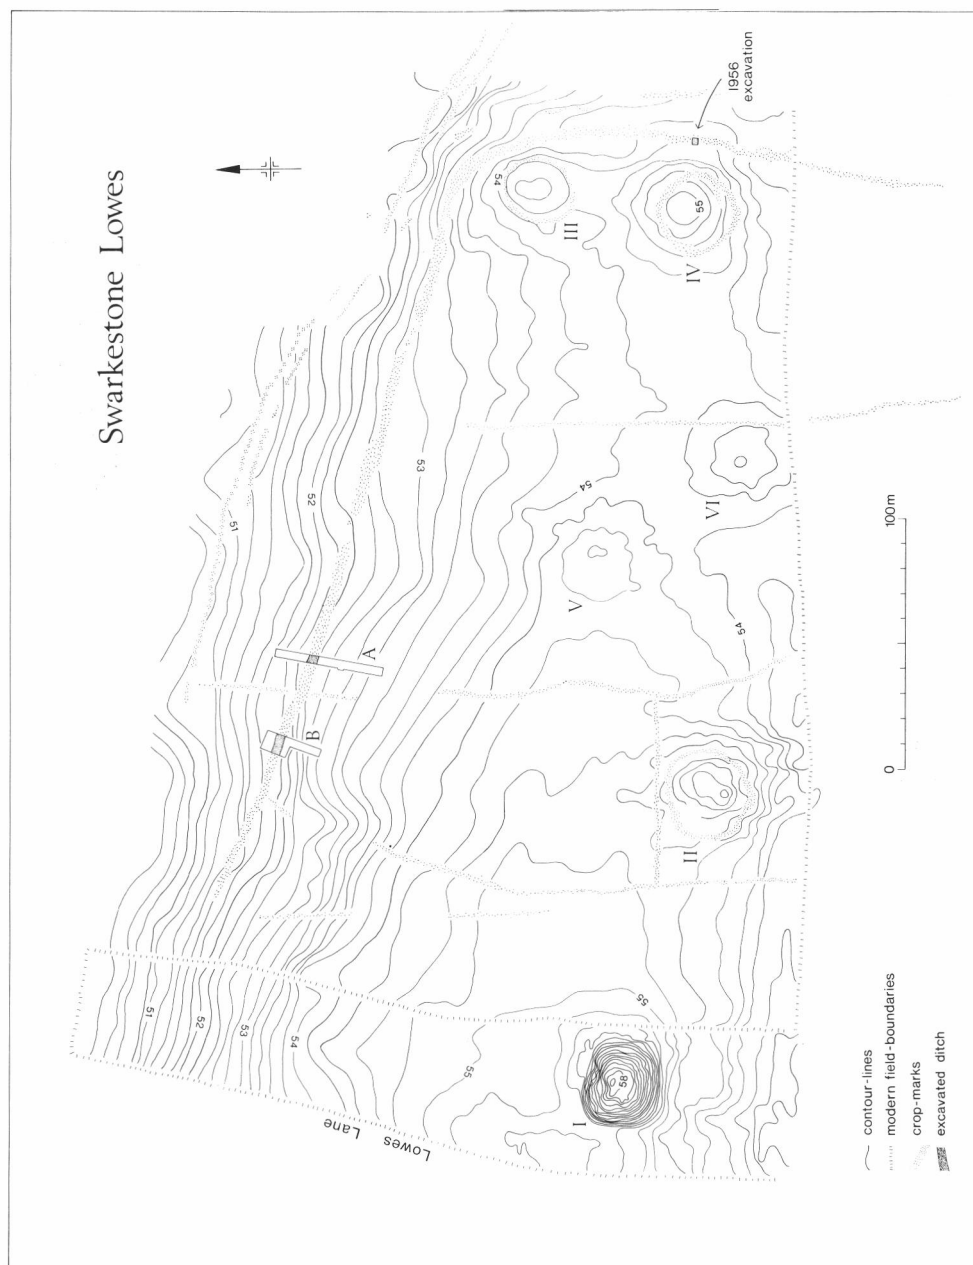 Swarkestone Lowes
1956
excavation
54
III
55
IV
53
52
51
54
VI
V
54
A
B
II
55
51
52
53
54
55
58
I
Lowes Lane
0
100m
contour-lines
modern field-boundaries
crop-marks
excavated ditch